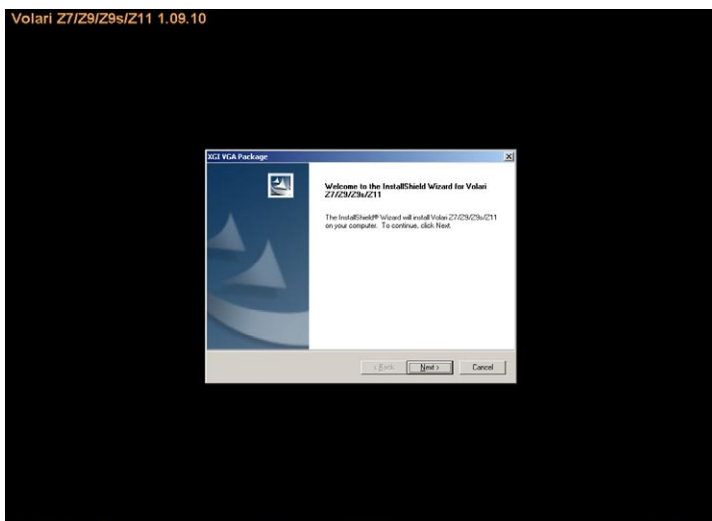 Volari Z7/Z9/Z9s/Z11 1.09.10
XGI VGA Package
Welcome to the InstallShield Wizard for Volari
Z7/Z9/Z9s/Z11
The InstallShield® Wizard will install Volari Z7/Z9/Z9s/Z11
on your computer. To continue, click Next.
< Back
Next >
Cancel